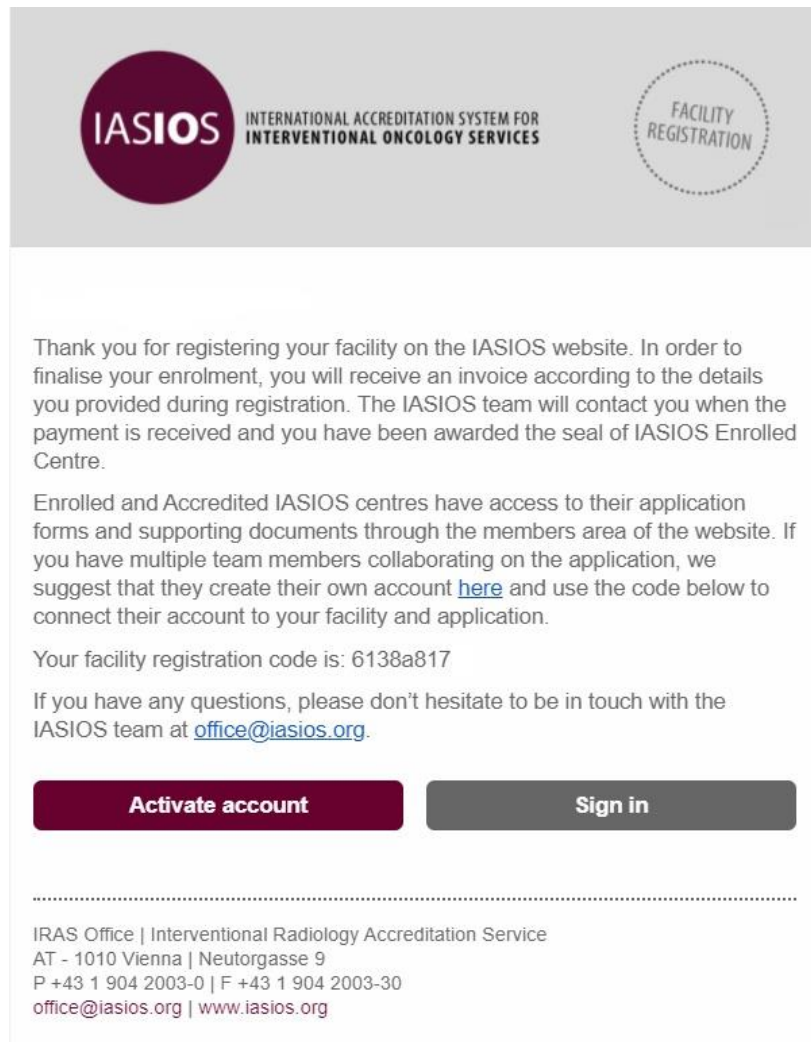 IASIOS
INTERNATIONAL ACCREDITATION SYSTEM FOR
INTERVENTIONAL ONCOLOGY SERVICES
FACILITY
REGISTRATION
Thank you for registering your facility on the IASIOS website. In order to
finalise your enrolment, you will receive an invoice according to the details
you provided during registration. The IASIOS team will contact you when the
payment is received and you have been awarded the seal of IASIOS Enrolled
Centre.
Enrolled and Accredited IASIOS centres have access to their application
forms and supporting documents through the members area of the website. If
you have multiple team members collaborating on the application, we
suggest that they create their own account here and use the code below to
connect their account to your facility and application.
Your facility registration code is: 6138a817
If you have any questions, please don’t hesitate to be in touch with the
IASIOS team at office@iasios.org.
Activate account
Sign in
IRAS Office | Interventional Radiology Accreditation Service
AT - 1010 Vienna | Neutorgasse 9
P +43 1 904 2003-0 | F +43 1 904 2003-30
office@iasios.org | www.iasios.org